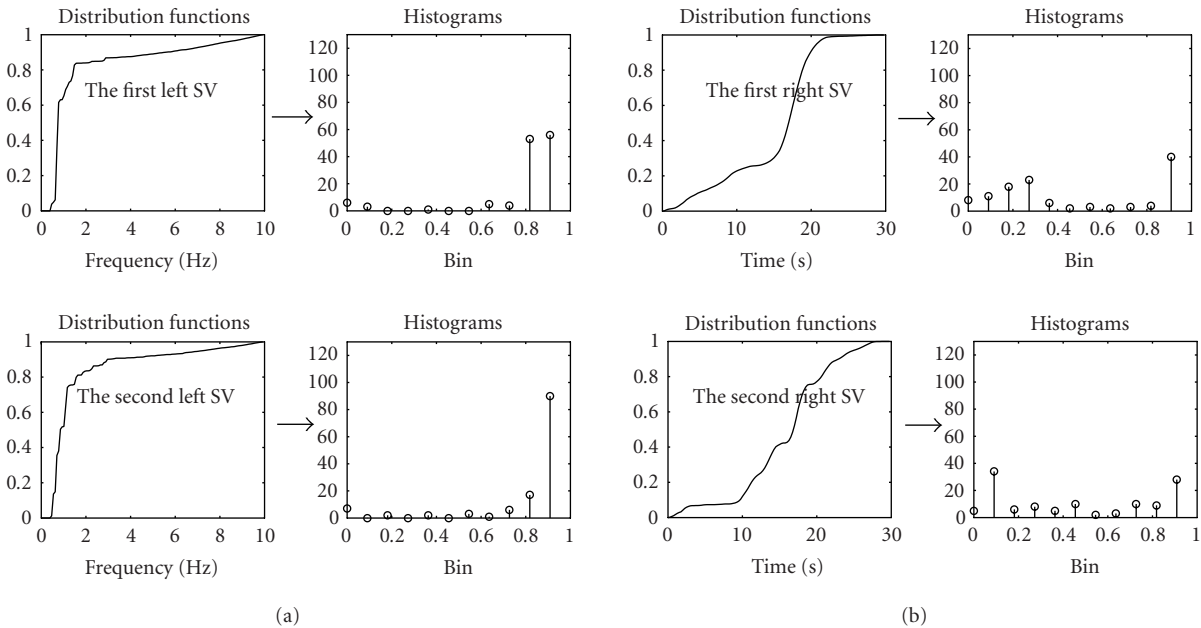 Distribution functions
1
0.8
0.6
0.4
0.2
0
The first left SV
0 2 4 6 8 10
Frequency (Hz)
Histograms
120
100
80
60
40
20
0
0 0.2 0.4 0.6 0.8 1
Bin
Distribution functions
1
0.8
0.6
0.4
0.2
0
The first right SV
0 10 20 30
Time (s)
Histograms
120
100
80
60
40
20
0
0 0.2 0.4 0.6 0.8 1
Bin
Distribution functions
1
0.8
0.6
0.4
0.2
0
The second left SV
0 2 4 6 8 10
Frequency (Hz)
Histograms
120
100
80
60
40
20
0
0 0.2 0.4 0.6 0.8 1
Bin
Distribution functions
1
0.8
0.6
0.4
0.2
0
The second right SV
0 10 20 30
Time (s)
Histograms
120
100
80
60
40
20
0
0 0.2 0.4 0.6 0.8 1
Bin
(a)
(b)